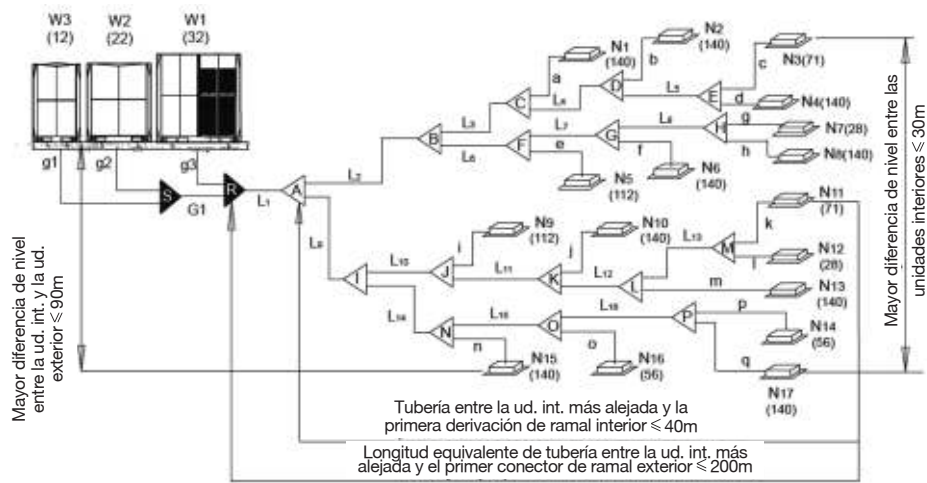 W3
(12)
W2
(22)
W1
(32)
g1
g2
g3
S
G1
R
L1
A
L2
B
L3
C
a
N1
(140)
L4
D
b
N2
(140)
L5
E
c
N3(71)
d
N4(140)
L6
F
e
N5
(112)
L7
G
f
N6
(140)
L8
H
g
N7(28)
h
N8(140)
L9
I
L10
J
i
N9
(112)
L11
K
j
N10
(140)
L12
L
L13
M
k
N11
(71)
l
N12
(28)
m
N13
(140)
L14
N
n
N15
(140)
L15
O
o
N16
(56)
L16
P
p
N14
(56)
q
N17
(140)
Mayor diferencia de nivel
entre la ud. int. y la ud.
exterior ≤ 90m
Mayor diferencia de nivel entre las
unidades interiores ≤ 30m
Tubería entre la ud. int. más alejada y la
primera derivación de ramal interior ≤ 40m
Longitud equivalente de tubería entre la ud. int. más
alejada y el primer conector de ramal exterior ≤ 200m